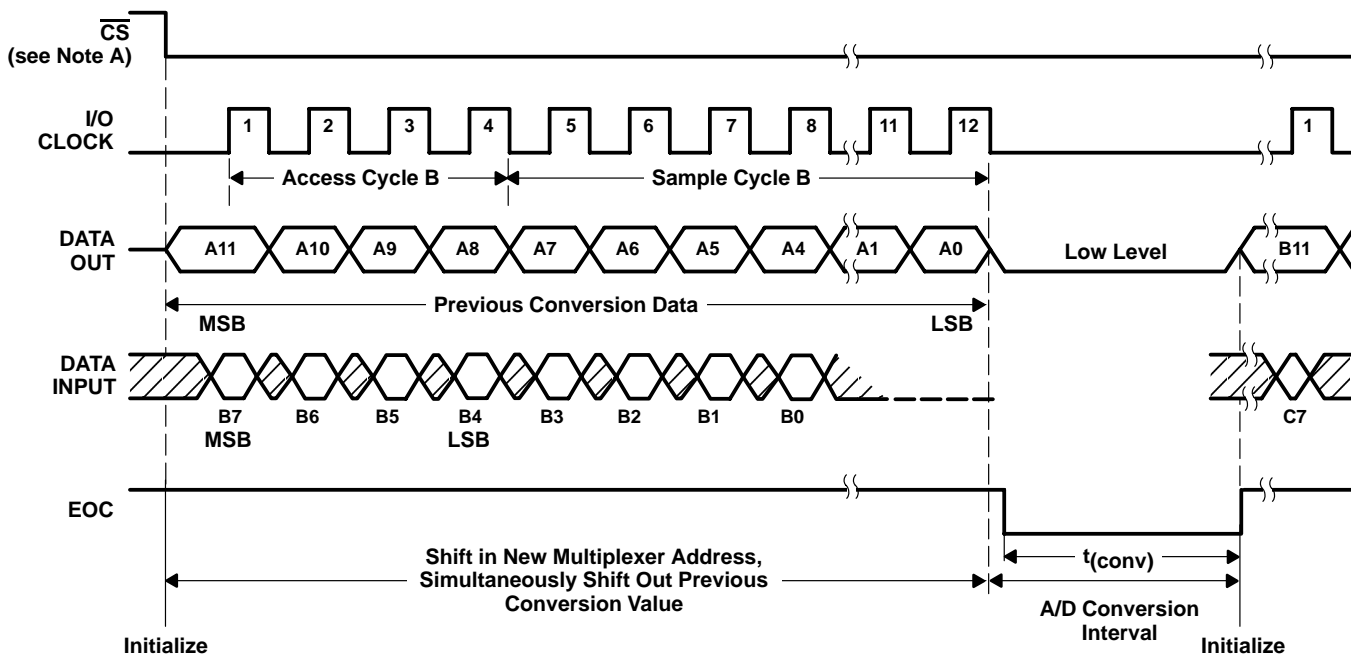 CS
(see Note A)
I/O
CLOCK
1 2 3 4 5 6 7 8 11 12 1
Access Cycle B Sample Cycle B
DATA
OUT
A11 A10 A9 A8 A7 A6 A5 A4 A1 A0 Low Level B11
Previous Conversion Data
MSB LSB
DATA
INPUT
B7 B6 B5 B4 B3 B2 B1 B0 C7
MSB LSB
EOC
Shift in New Multiplexer Address,
Simultaneously Shift Out Previous
Conversion Value
t(conv)
A/D Conversion
Interval
Initialize Initialize